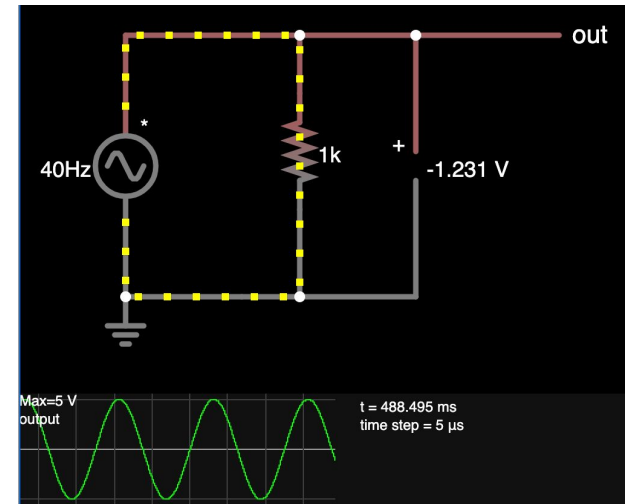 out
*
1k
+
40Hz
-1.231 V
Max=5 V
output
t = 488.495 ms
time step = 5 μs